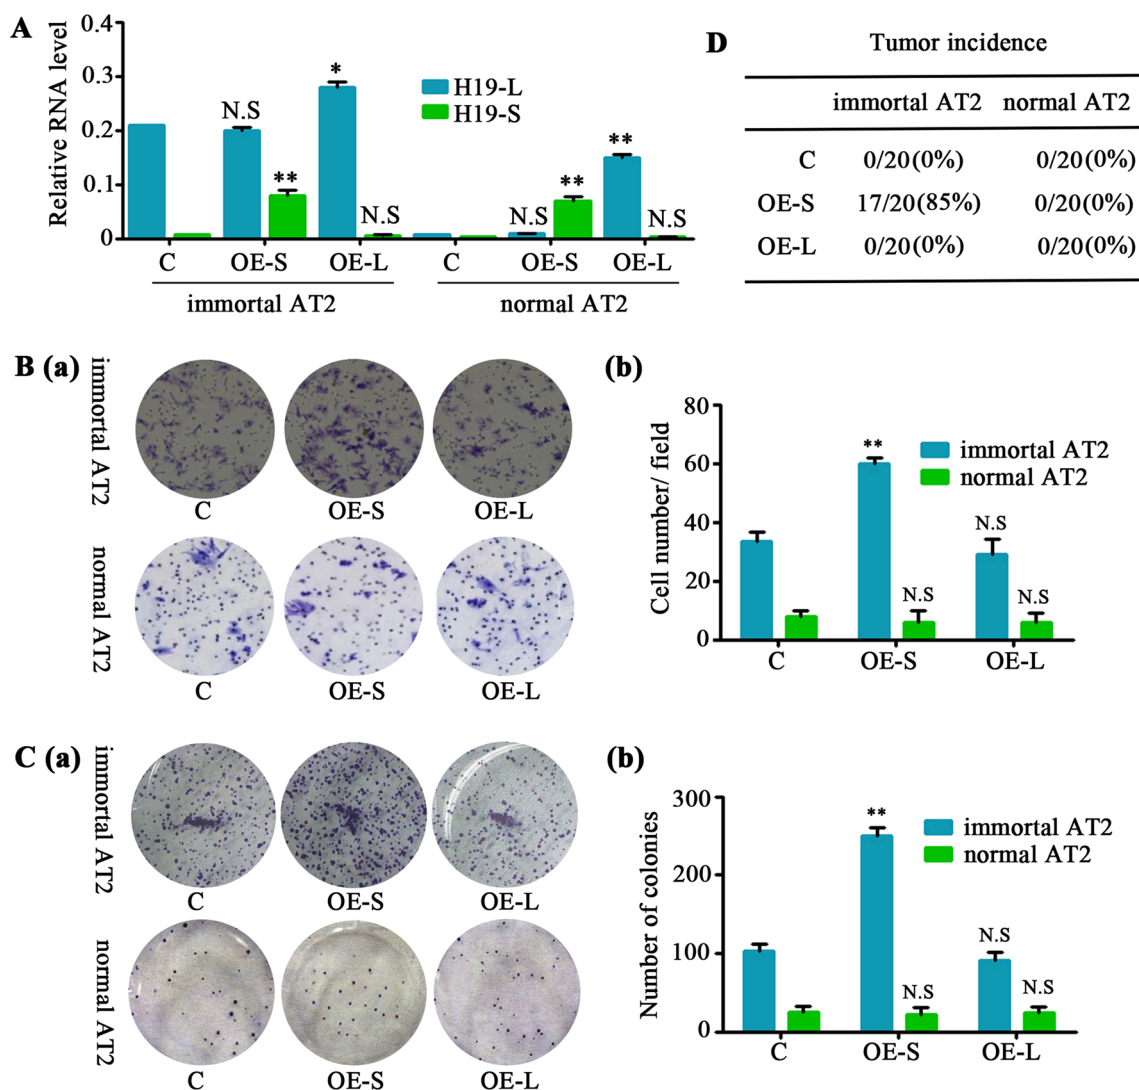 A
Relative RNA level
0.4
0.3
0.2
0.1
0
N.S
**
*
N.S
N.S
**
**
N.S
H19-L
H19-S
C OE-S OE-L C OE-S OE-L
immortal AT2 normal AT2
D
Tumor incidence
immortal AT2 normal AT2
C 0/20(0%) 0/20(0%)
OE-S 17/20(85%) 0/20(0%)
OE-L 0/20(0%) 0/20(0%)
B (a)
immortal AT2
C OE-S OE-L
normal AT2
C OE-S OE-L
(b)
Cell number/ field
80
60
40
20
0
**
N.S
N.S
N.S
immortal AT2
normal AT2
C OE-S OE-L
C (a)
immortal AT2
C OE-S OE-L
normal AT2
C OE-S OE-L
(b)
Number of colonies
300
200
100
0
**
N.S
N.S
N.S
immortal AT2
normal AT2
C OE-S OE-L